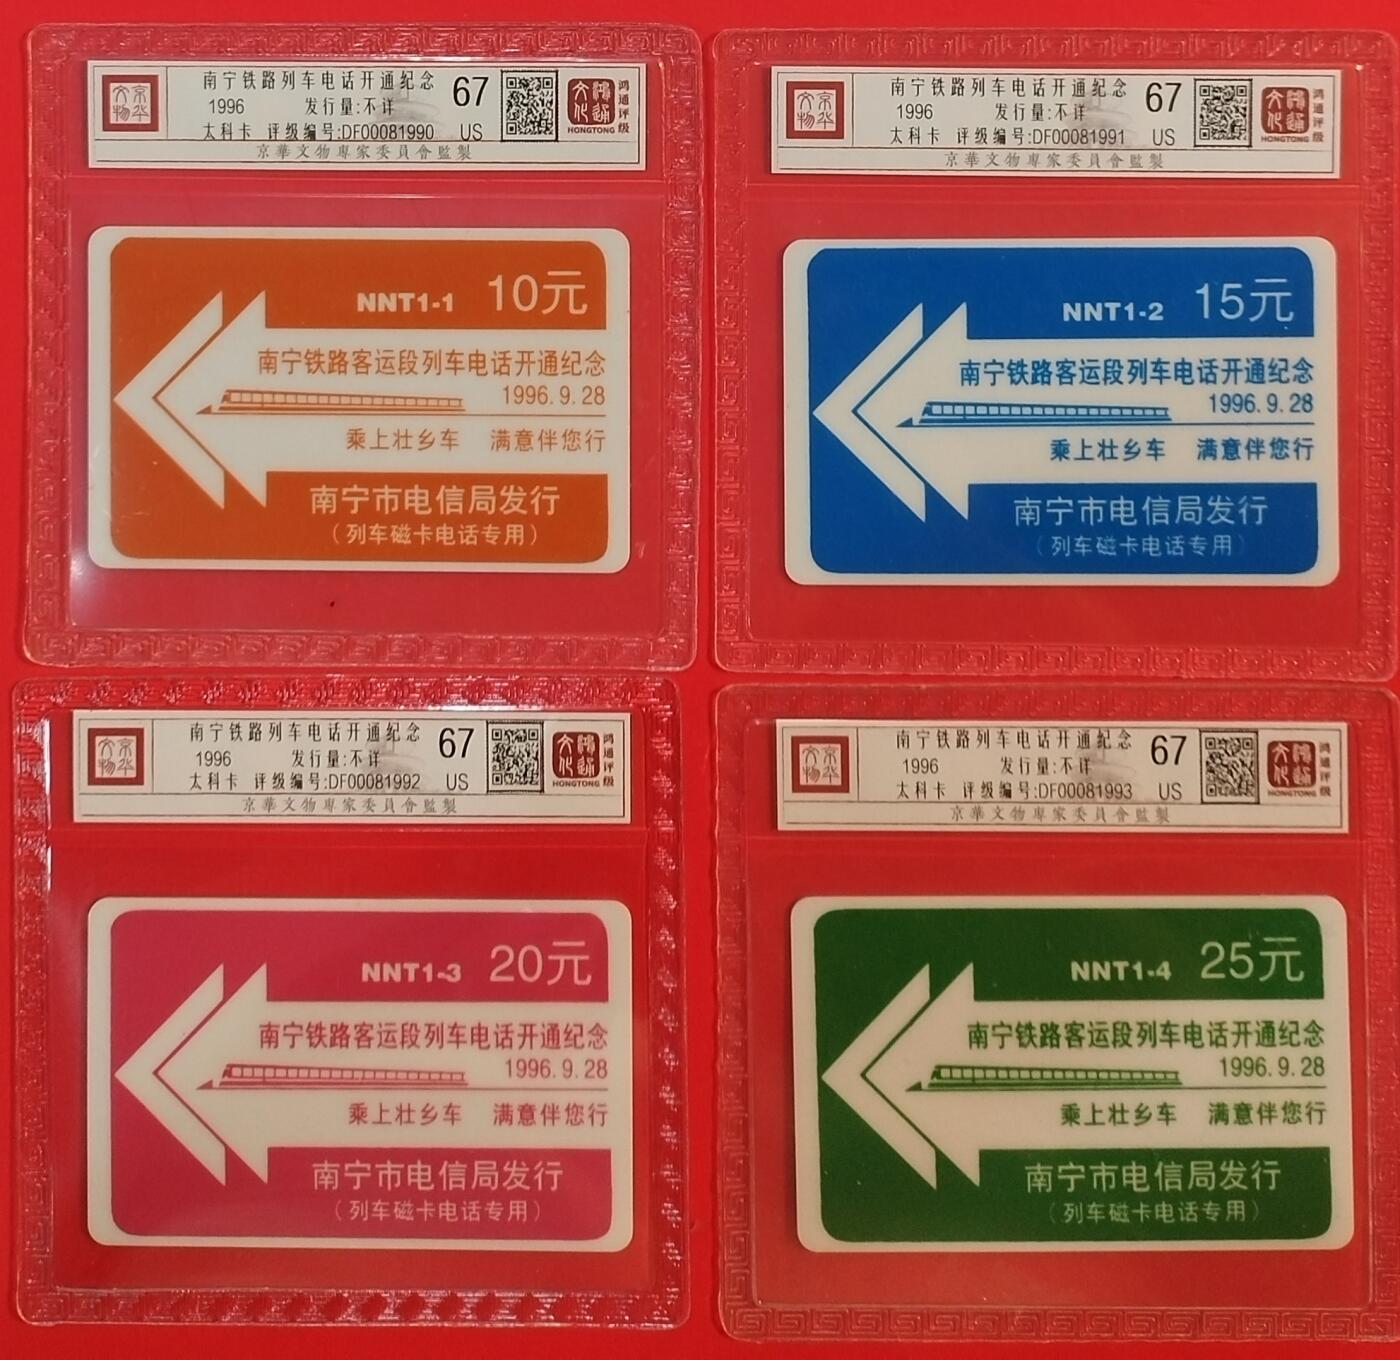 南宁铁路列车电话开通纪念
67
1996 发行量:不详
太科卡 评级编号:DF00081990 US
京華文物專家委員會監製
京华文物
鸿通文化
HONGTONG
鸿通评级
NNT1-1 10元
南宁铁路客运段列车电话开通纪念
1996.9.28
乘上壮乡车 满意伴您行
南宁市电信局发行
(列车磁卡电话专用)
南宁铁路列车电话开通纪念
67
1996 发行量:不详
太科卡 评级编号:DF00081991 US
京華文物專家委員會監製
京华文物
鸿通文化
HONGTONG
鸿通评级
NNT1-2 15元
南宁铁路客运段列车电话开通纪念
1996.9.28
乘上壮乡车 满意伴您行
南宁市电信局发行
(列车磁卡电话专用)
南宁铁路列车电话开通纪念
67
1996 发行量:不详
太科卡 评级编号:DF00081992 US
京華文物專家委員會監製
京华文物
鸿通文化
HONGTONG
鸿通评级
NNT1-3 20元
南宁铁路客运段列车电话开通纪念
1996.9.28
乘上壮乡车 满意伴您行
南宁市电信局发行
(列车磁卡电话专用)
南宁铁路列车电话开通纪念
67
1996 发行量:不详
太科卡 评级编号:DF00081993 US
京華文物專家委員會監製
京华文物
鸿通文化
HONGTONG
鸿通评级
NNT1-4 25元
南宁铁路客运段列车电话开通纪念
1996.9.28
乘上壮乡车 满意伴您行
南宁市电信局发行
(列车磁卡电话专用)